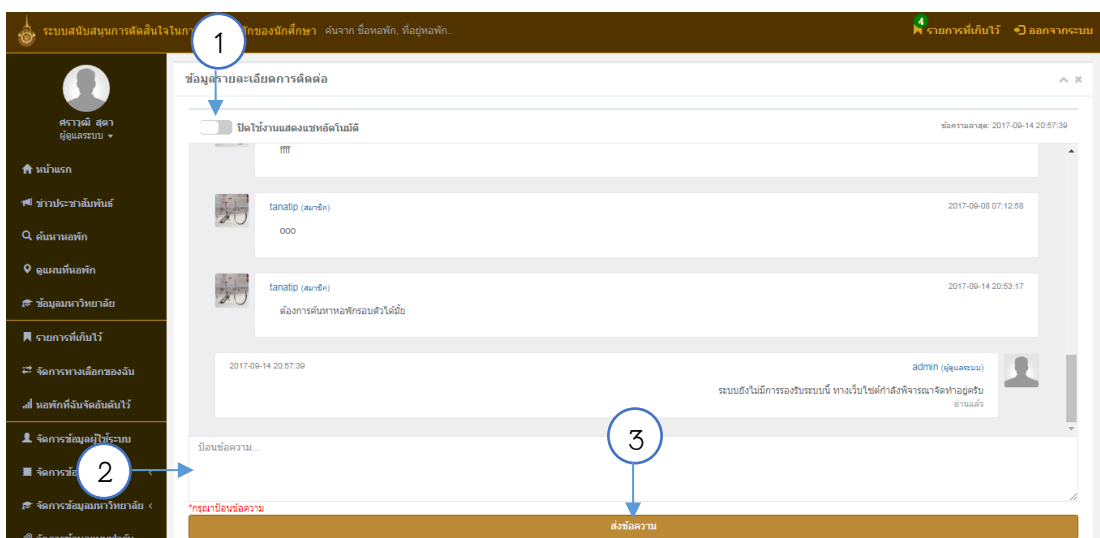 ระบบสนับสนุนการตัดสินใจในกา กของนักศึกษา ค้นจาก ชื่อหอพัก, ที่อยู่หอพัก..
4
รายการที่เก็บไว้ ออกจากระบบ
1
ศราวุฒิ สุดา
ผู้ดูแลระบบ
หน้าแรก
ข่าวประชาสัมพันธ์
ค้นหาหอพัก
ดูแผนที่หอพัก
ข้อมูลมหาวิทยาลัย
รายการที่เก็บไว้
จัดการทางเลือกของฉัน
หอพักที่ฉันจัดอันดับไว้
จัดการข้อมูลผู้ใช้ระบบ
จัดการข้อ
จัดการข้อมูลมหาวิทยาลัย
ข้อมูลรายละเอียดการติดต่อ
ปิดใช้งานแสดงแชทอัตโนมัติ
ข้อความล่าสุด: 2017-09-14 20:57:39
ffff
tanatip (สมาชิก) 2017-09-08 07:12:58
ooo
tanatip (สมาชิก) 2017-09-14 20:53:17
ต้องการค้นหาหอพักรอบตัวได้มั้ย
2017-09-14 20:57:39 admin (ผู้ดูแลระบบ)
ระบบยังไม่มีการรองรับระบบนี้ ทางเว็บไซต์กำลังพิจารณาจัดทำอยู่ครับ
อ่านแล้ว
ป้อนข้อความ...
3
2
*กรุณาป้อนข้อความ
ส่งข้อความ